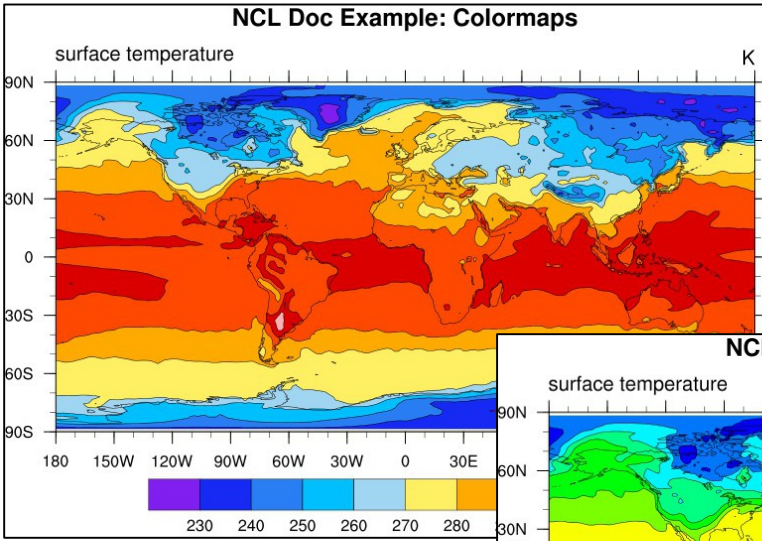 NCL Doc Example: Colormaps
surface temperature K
90N
60N
30N
0
30S
60S
90S
180 150W 120W 90W 60W 30W 0 30E
230 240 250 260 270 280
NCL
surface temperature
90N
60N
30N